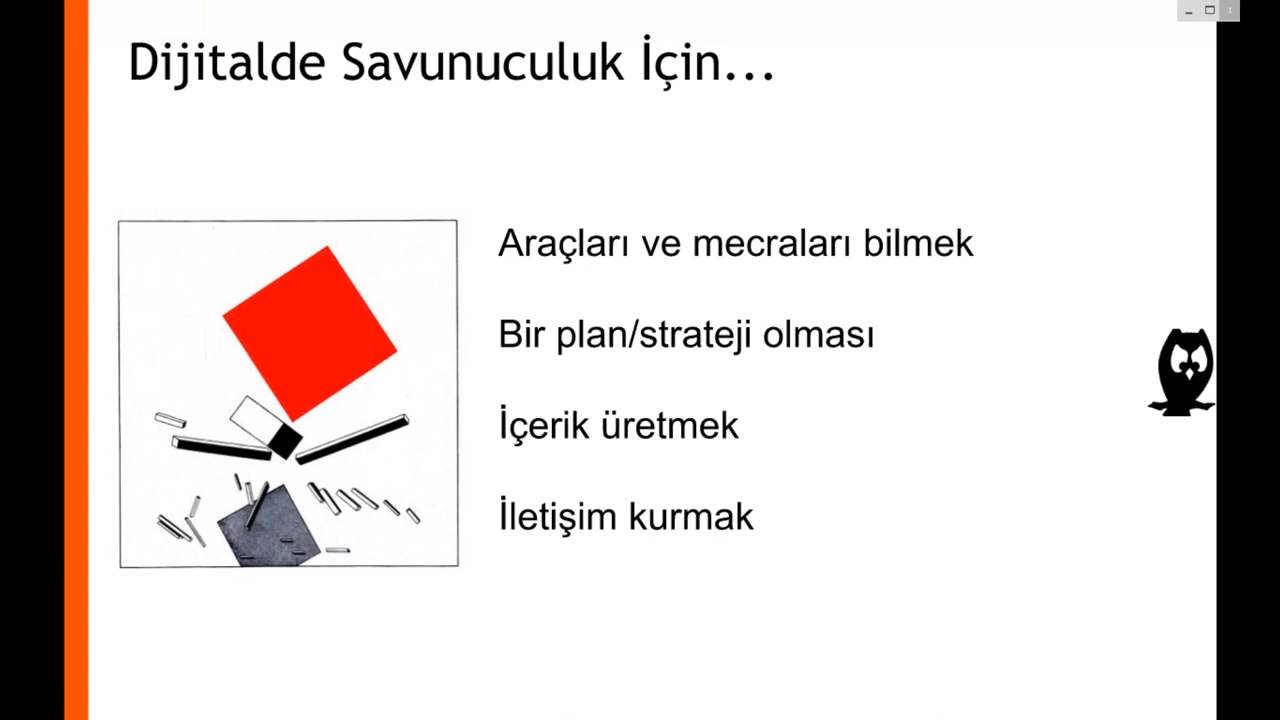 Dijitalde Savunuculuk İçin...
Araçları ve mecraları bilmek
Bir plan/strateji olması
İçerik üretmek
İletişim kurmak